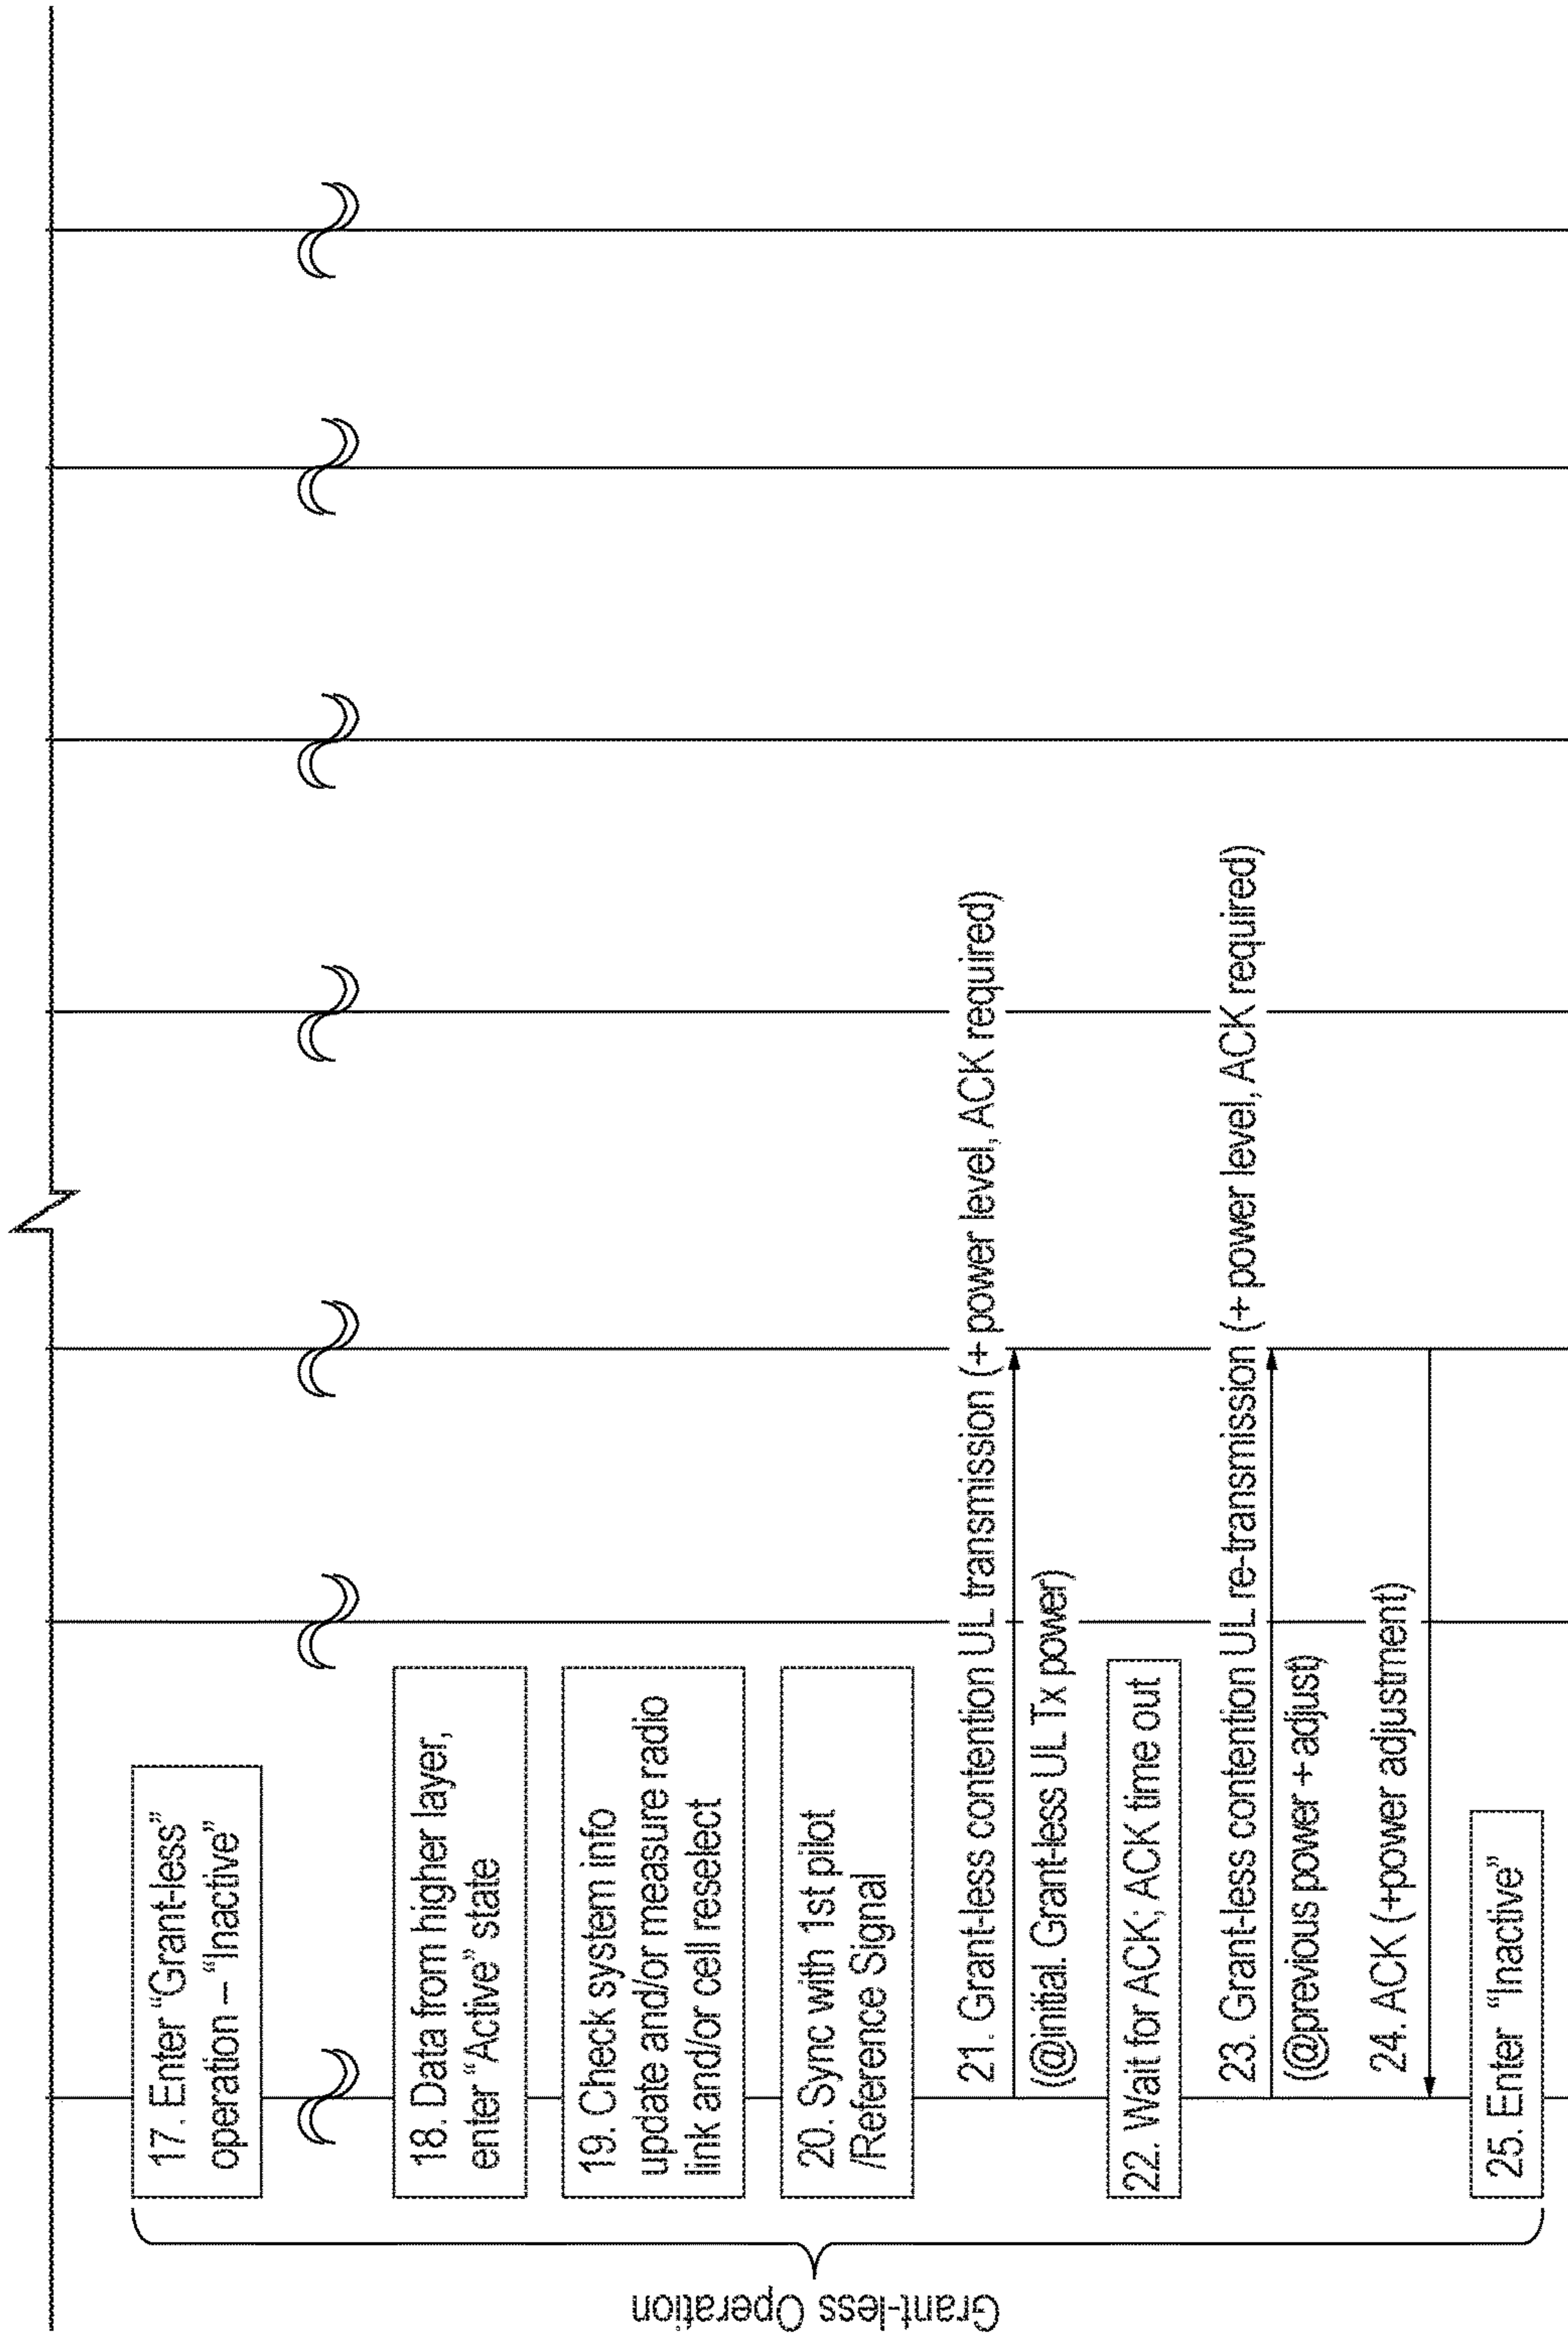 Grant-less Operation
17. Enter “Grant-less”
operation – “Inactive”
18. Data from higher layer,
enter “Active” state
19. Check system info
update and/or measure radio
link and/or cell reselect
20. Sync with 1st pilot
/Reference Signal
21. Grant-less contention UL transmission (+ power level, ACK required)
(@initial. Grant-less UL Tx power)
22. Wait for ACK; ACK time out
23. Grant-less contention UL re-transmission (+ power level, ACK required)
(@previous power + adjust)
24. ACK (+power adjustment)
25. Enter “Inactive”